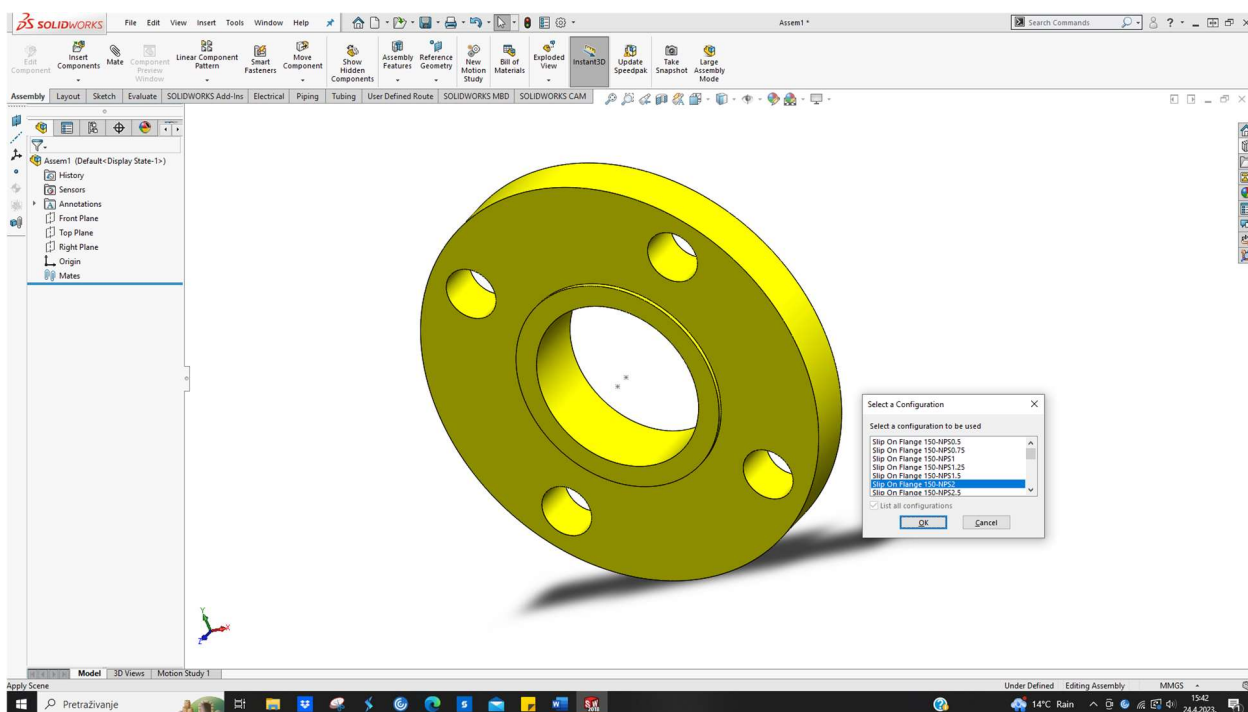 SOLIDWORKS File Edit View Insert Tools Window Help Assem1 * Search Commands
Edit Component
Insert Components
Mate
Component Preview Window
Linear Component Pattern
Smart Fasteners
Move Component
Show Hidden Components
Assembly Features
Reference Geometry
New Motion Study
Bill of Materials
Exploded View
Instant3D
Update Speedpak
Take Snapshot
Large Assembly Mode
Assembly Layout Sketch Evaluate SOLIDWORKS Add-Ins Electrical Piping Tubing User Defined Route SOLIDWORKS MBD SOLIDWORKS CAM
Assem1 (Default<Display State-1>)
History
Sensors
Annotations
Front Plane
Top Plane
Right Plane
Origin
Mates
Select a Configuration
Select a configuration to be used
Slip On Flange 150-NPS0.5
Slip On Flange 150-NPS0.75
Slip On Flange 150-NPS1
Slip On Flange 150-NPS1.25
Slip On Flange 150-NPS1.5
Slip On Flange 150-NPS2
Slip On Flange 150-NPS2.5
List all configurations
OK Cancel
Y
X
Z
Model 3D Views Motion Study 1
Apply Scene Under Defined Editing Assembly MMGS
Pretraživanje 14°C Rain 15:42
24.4.2023.